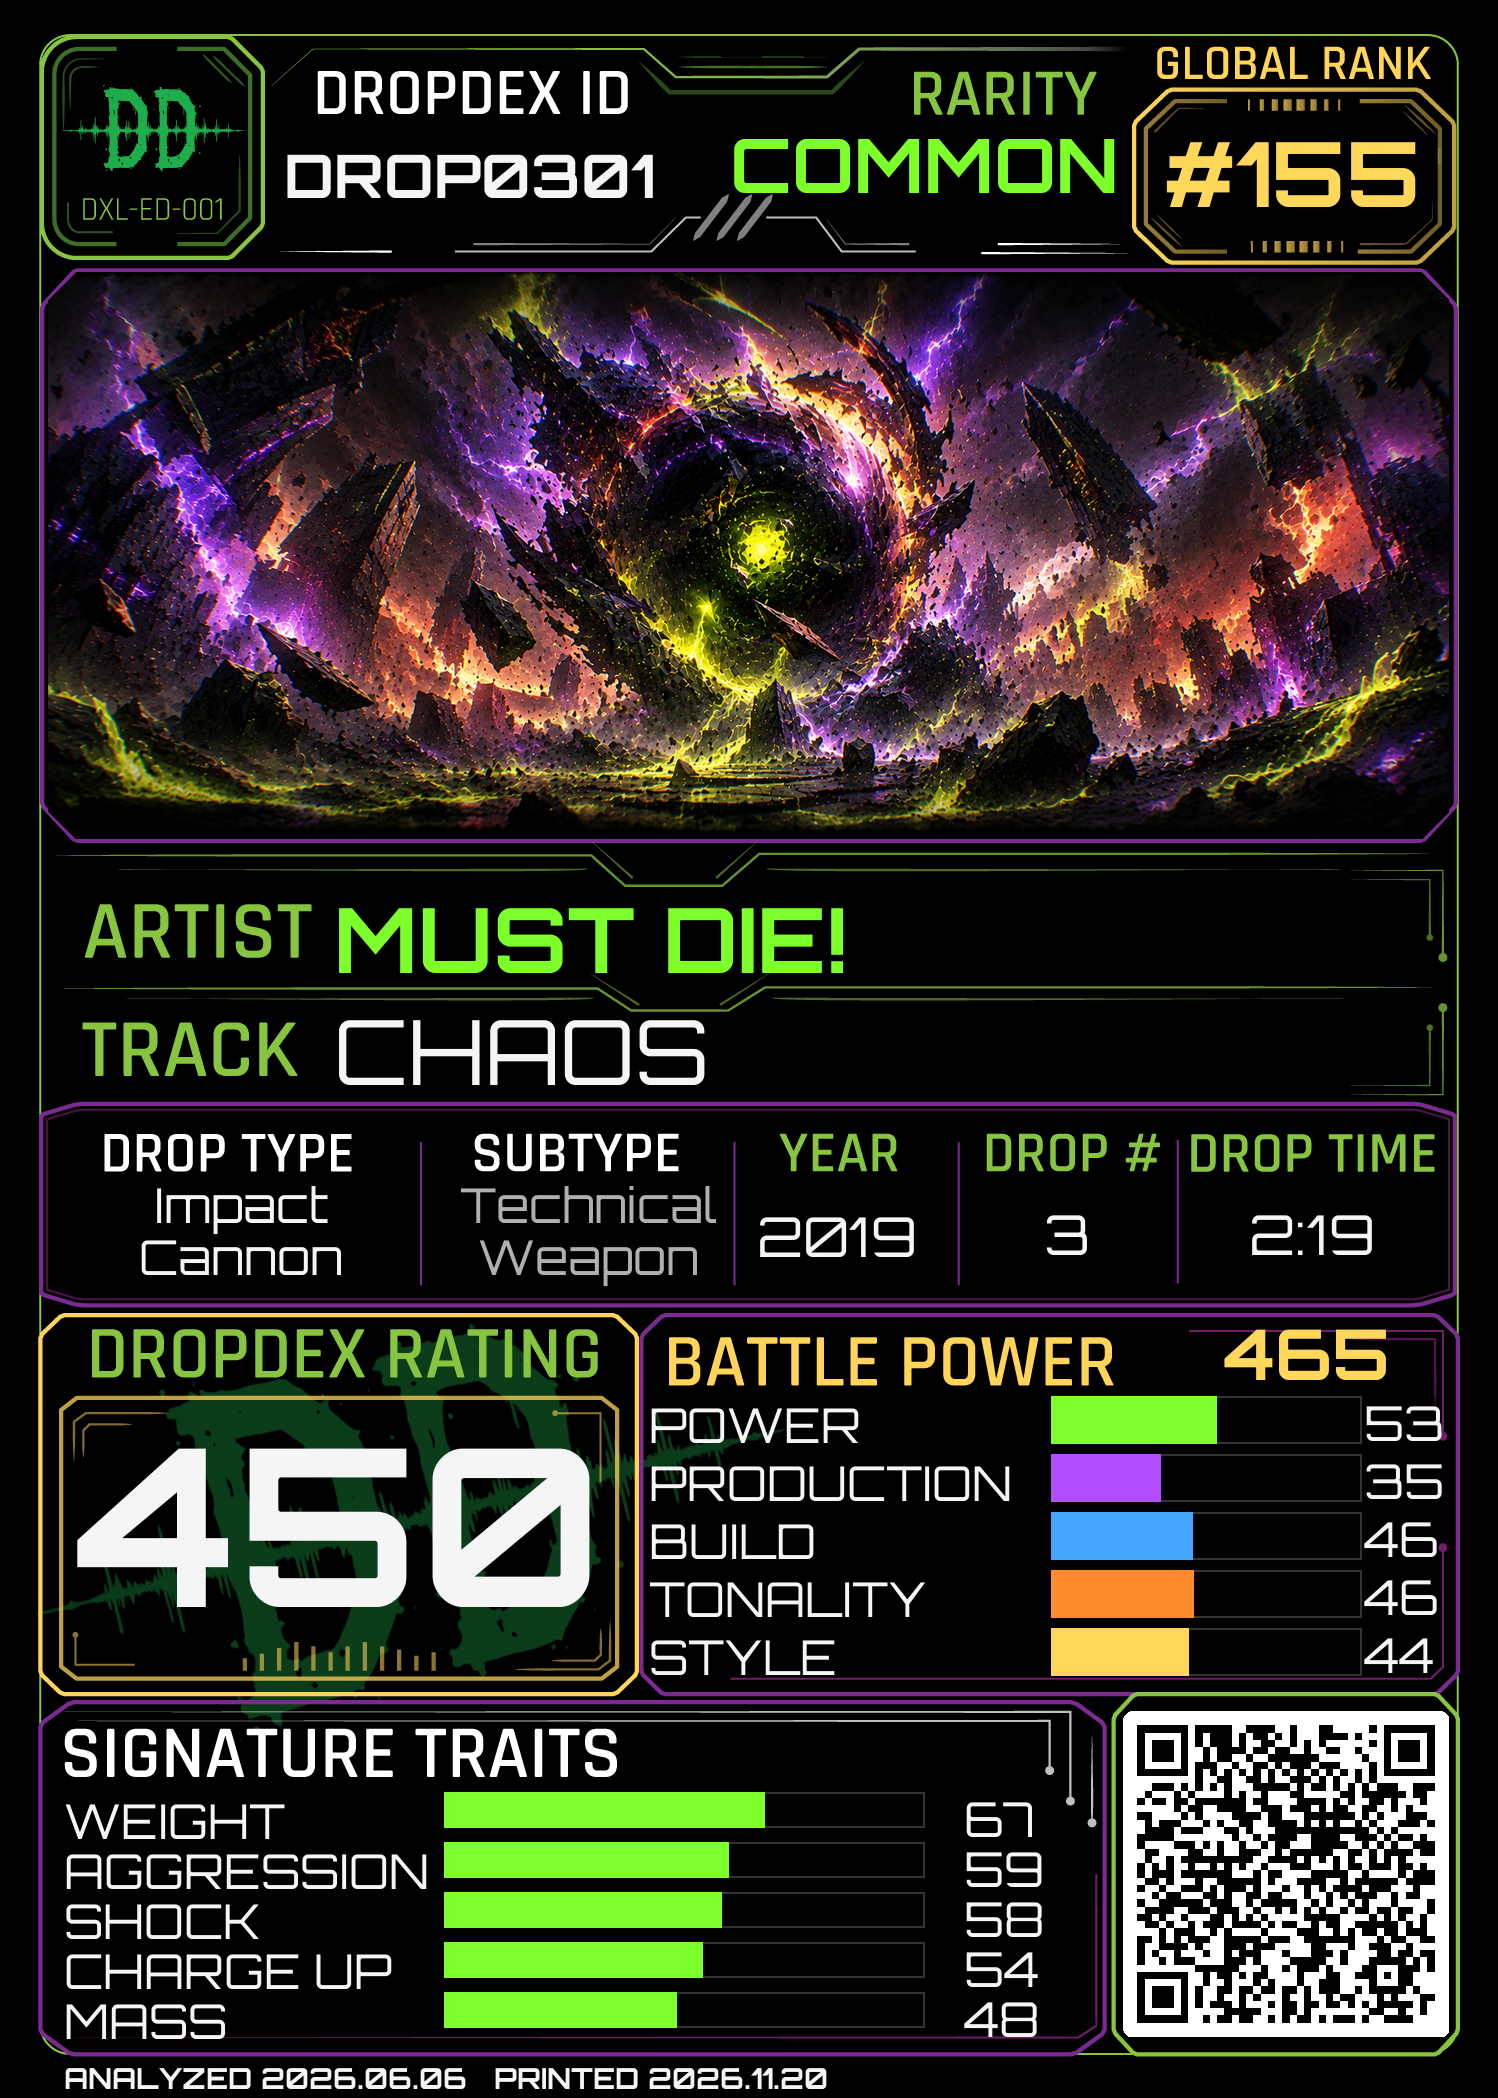 DD
DXL-ED-001
DROPDEX ID
DROP0301
RARITY
COMMON
GLOBAL RANK
#155
ARTIST MUST DIE!
TRACK CHAOS
DROP TYPE
Impact
Cannon
SUBTYPE
Technical
Weapon
YEAR
2019
DROP #
3
DROP TIME
2:19
DROPDEX RATING
450
BATTLE POWER 465
POWER 53
PRODUCTION 35
BUILD 46
TONALITY 46
STYLE 44
SIGNATURE TRAITS
WEIGHT 67
AGGRESSION 59
SHOCK 58
CHARGE UP 54
MASS 48
ANALYZED 2026.06.06 PRINTED 2026.11.20